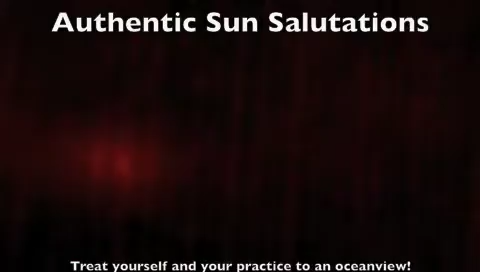 Authentic Sun Salutations
Treat yourself and your practice to an oceanview!